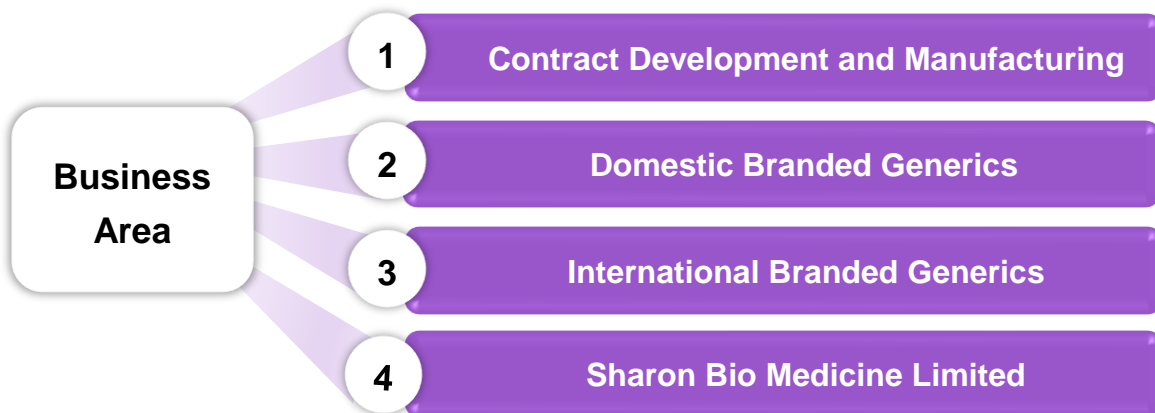 Business
Area
1
Contract Development and Manufacturing
2
Domestic Branded Generics
3
International Branded Generics
4
Sharon Bio Medicine Limited